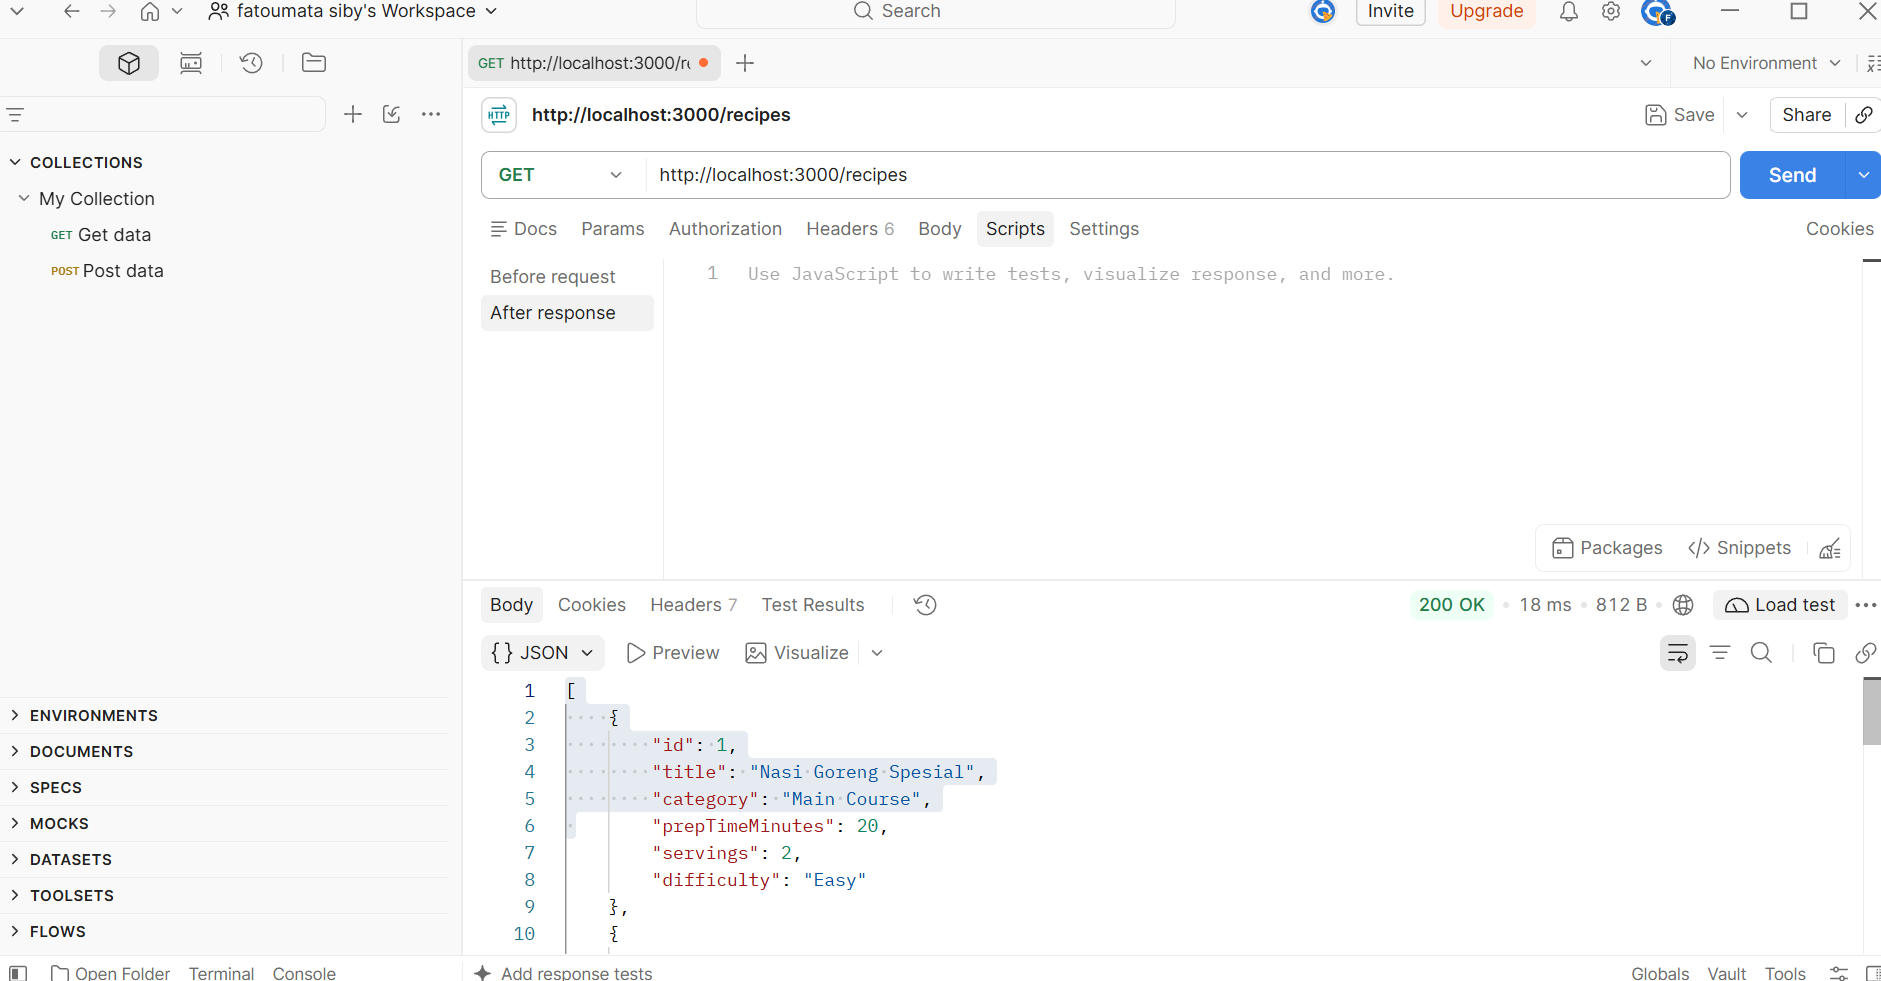 fatoumata siby's Workspace
Search
Invite
Upgrade
F
GET http://localhost:3000/re
No Environment
HTTP
http://localhost:3000/recipes
Save
Share
COLLECTIONS
My Collection
GET Get data
POST Post data
GET
http://localhost:3000/recipes
Send
Docs
Params
Authorization
Headers 6
Body
Scripts
Settings
Cookies
Before request
After response
1 Use JavaScript to write tests, visualize response, and more.
Packages
</> Snippets
Body
Cookies
Headers 7
Test Results
200 OK • 18 ms • 812 B •
Load test
{} JSON
Preview
Visualize
1 [
2 {
3 "id": 1,
4 "title": "Nasi Goreng Spesial",
5 "category": "Main Course",
6 "prepTimeMinutes": 20,
7 "servings": 2,
8 "difficulty": "Easy"
9 },
10 {
ENVIRONMENTS
DOCUMENTS
SPECS
MOCKS
DATASETS
TOOLSETS
FLOWS
Open Folder
Terminal
Console
Add response tests
Globals
Vault
Tools